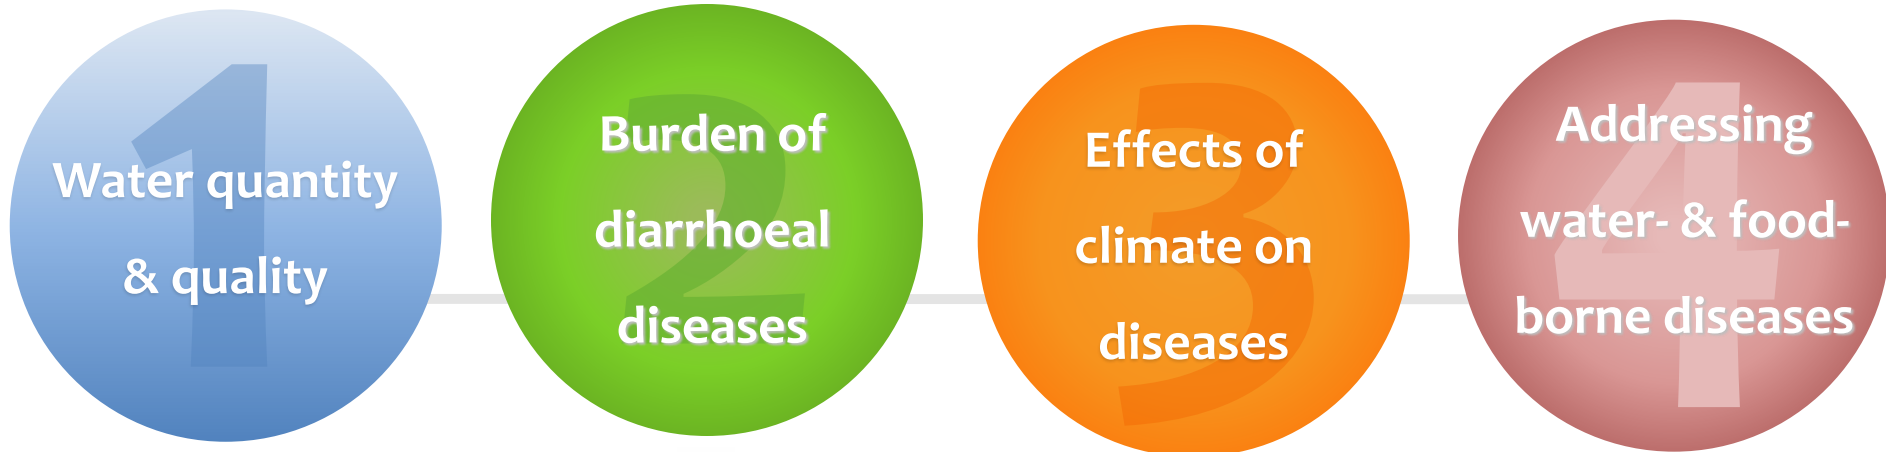 1
Water quantity
& quality
2
Burden of
diarrhoeal
diseases
3
Effects of
climate on
diseases
4
Addressing
water- & food-
borne diseases